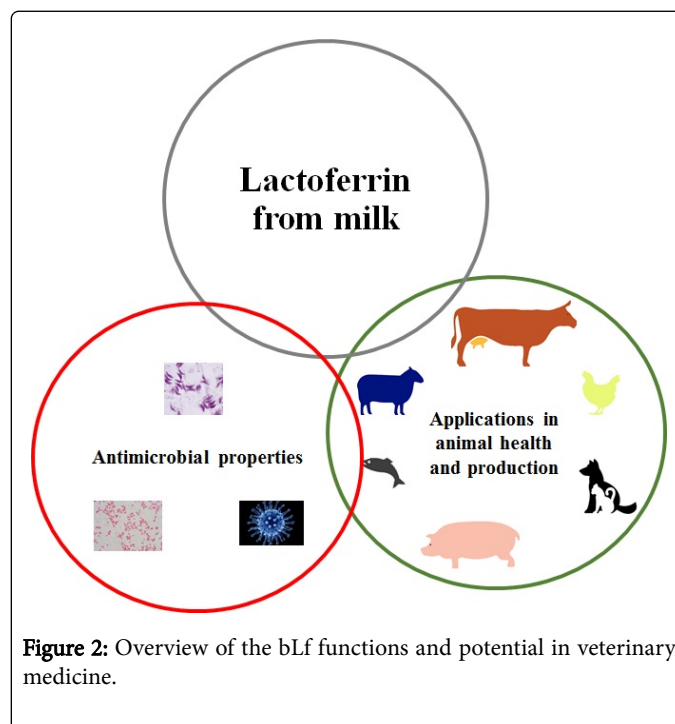 Lactoferrin
from milk
Antimicrobial properties
Applications in
animal health
and production
Figure 2: Overview of the bLf functions and potential in veterinary
medicine.